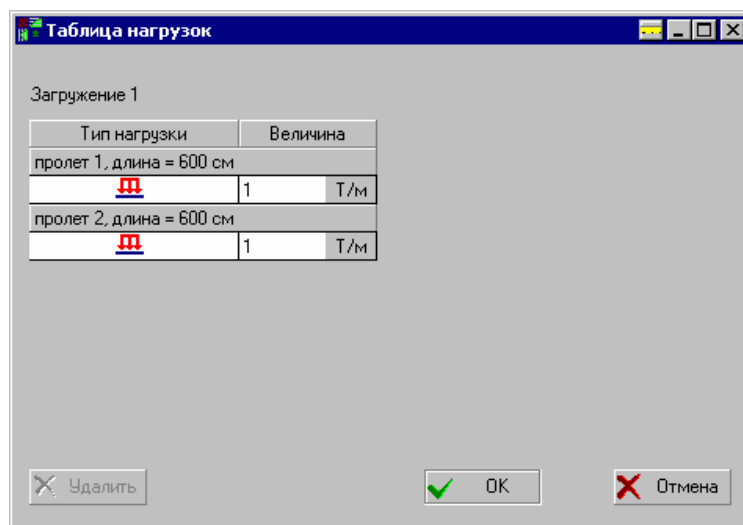 Таблица нагрузок
Загружение 1
Тип нагрузки Величина
пролет 1, длина = 600 см
1 Т/м
пролет 2, длина = 600 см
1 Т/м
Удалить OK Отмена